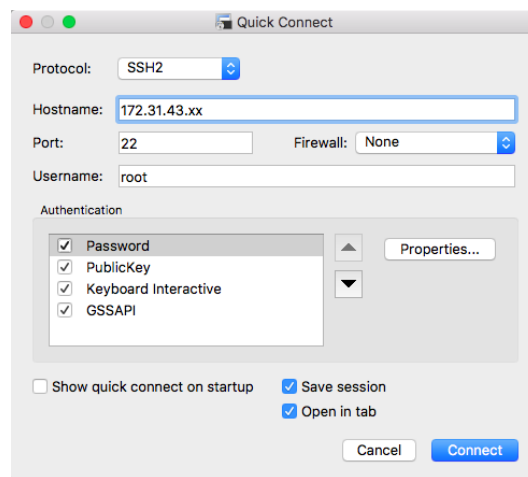 Quick Connect
Protocol: SSH2
Hostname: 172.31.43.xx
Port: 22 Firewall: None
Username: root
Authentication
Password
PublicKey
Keyboard Interactive
GSSAPI
Properties...
Show quick connect on startup
Save session
Open in tab
Cancel Connect